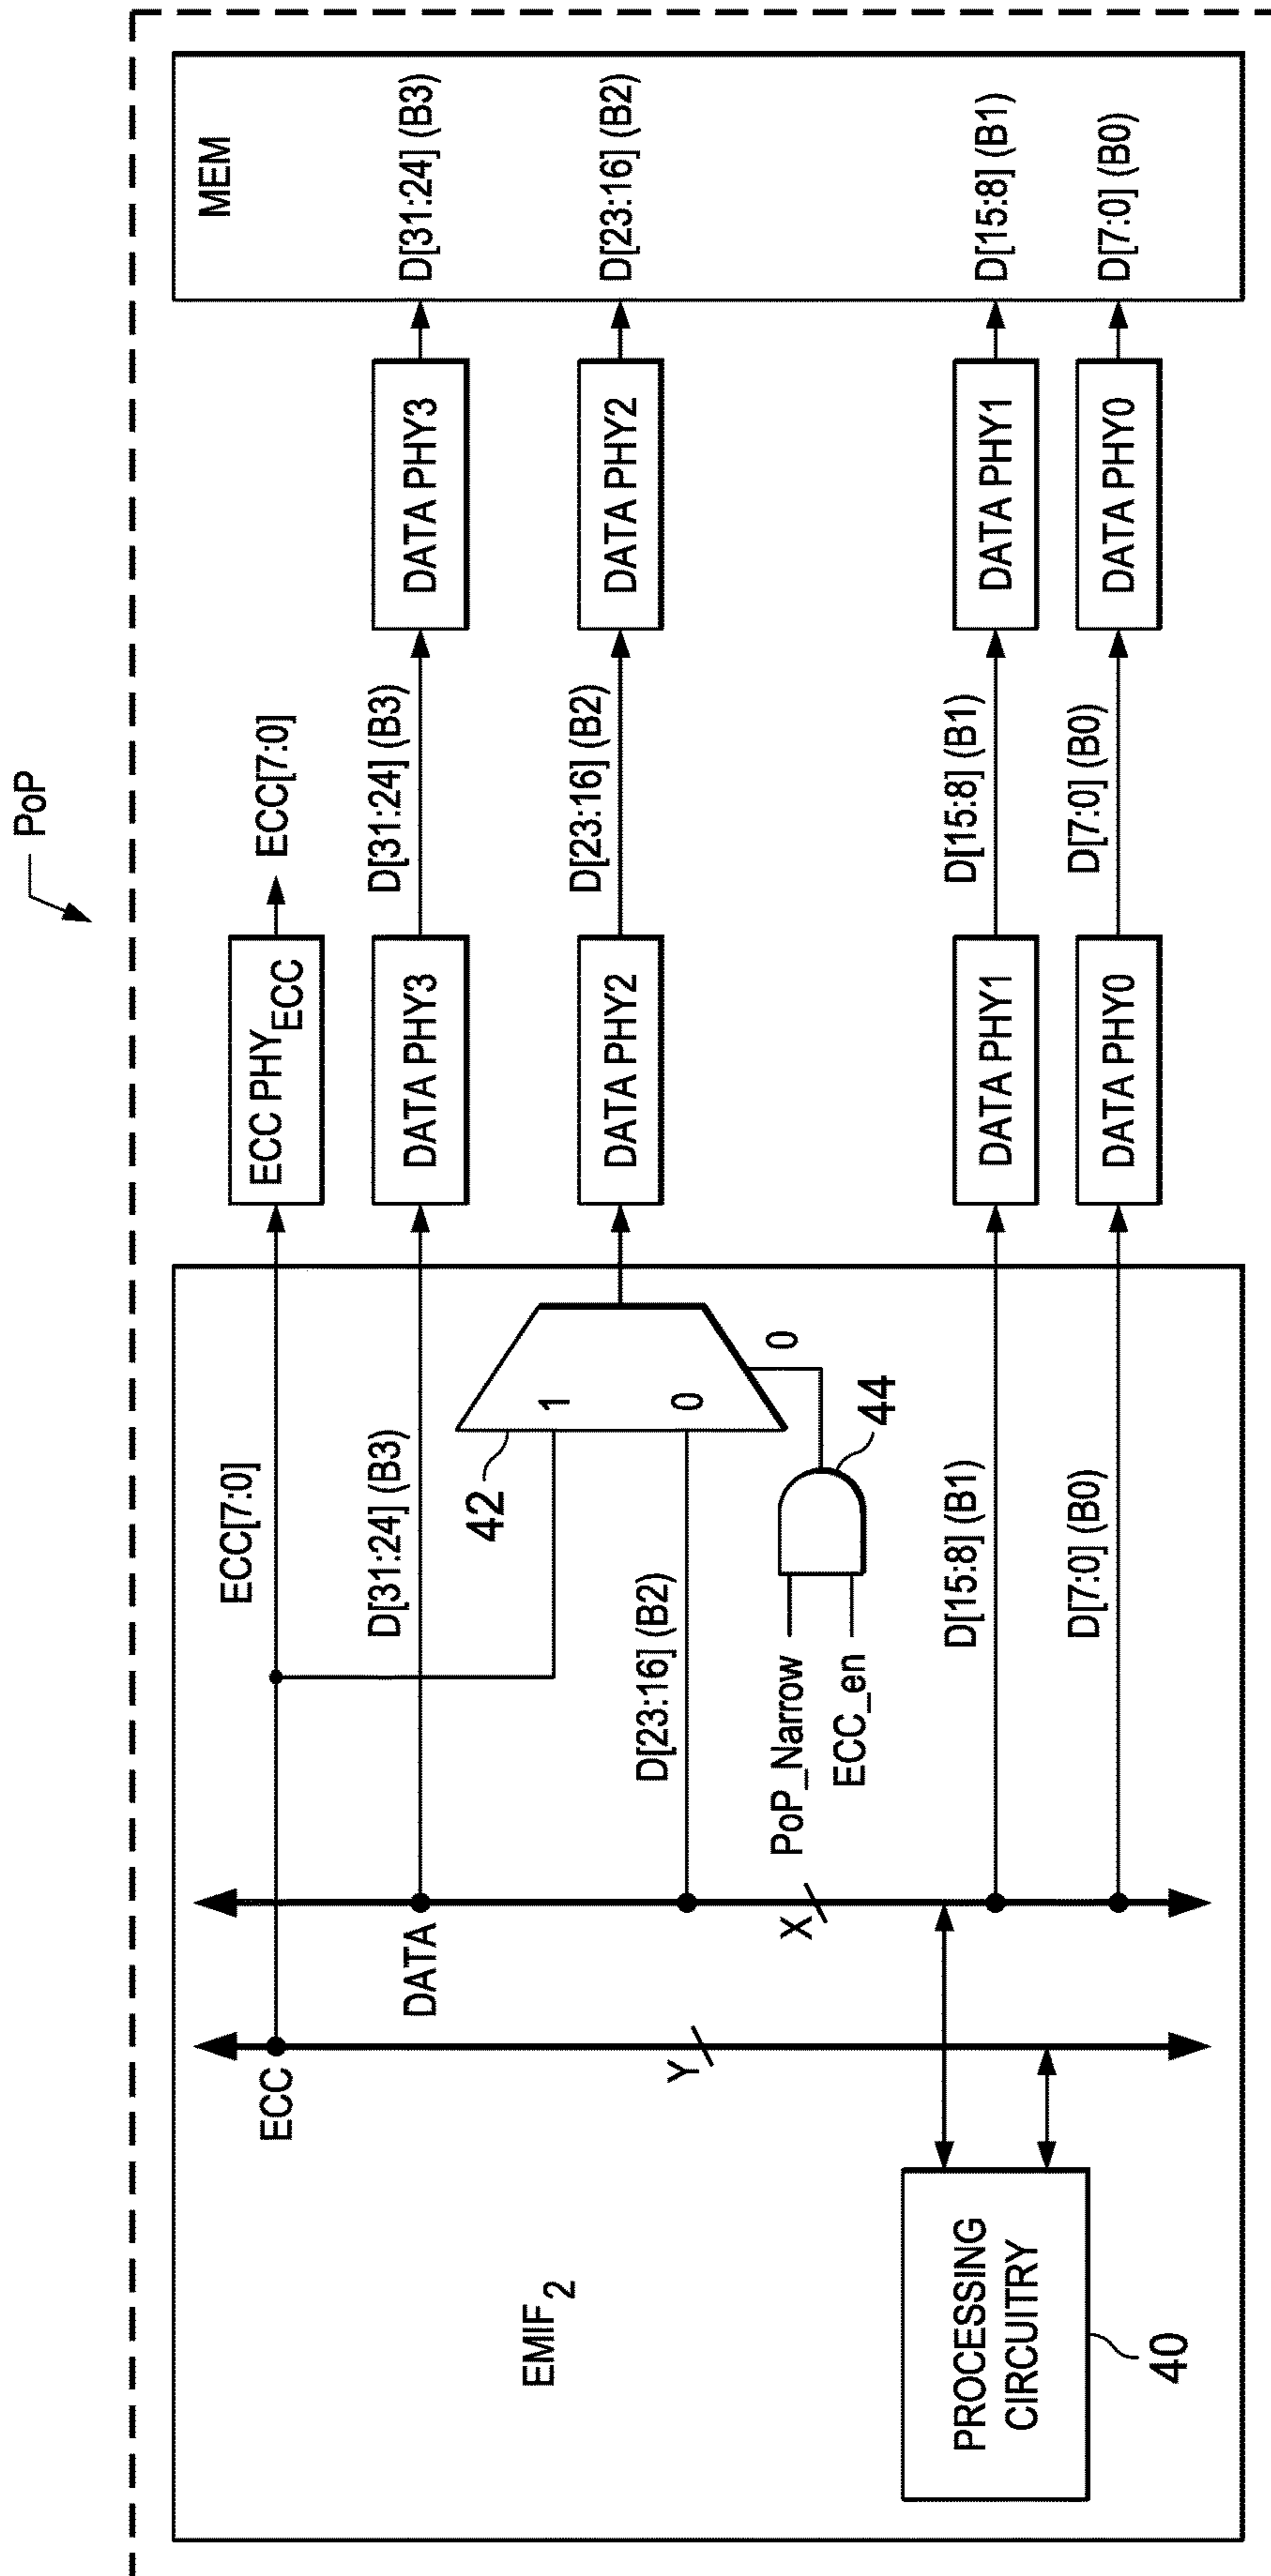 PoP
MEM
D[31:24] (B3)
D[23:16] (B2)
D[15:8] (B1)
D[7:0] (B0)
DATA PHY3
DATA PHY2
DATA PHY1
DATA PHY0
ECC[7:0]
D[31:24] (B3)
D[23:16] (B2)
D[15:8] (B1)
D[7:0] (B0)
ECC PHY ECC
DATA PHY3
DATA PHY2
DATA PHY1
DATA PHY0
ECC[7:0]
D[31:24] (B3)
42
1
0
0
44
D[23:16] (B2)
PoP_Narrow
ECC_en
D[15:8] (B1)
D[7:0] (B0)
DATA
X
ECC
Y
EMIF2
PROCESSING
CIRCUITRY
40